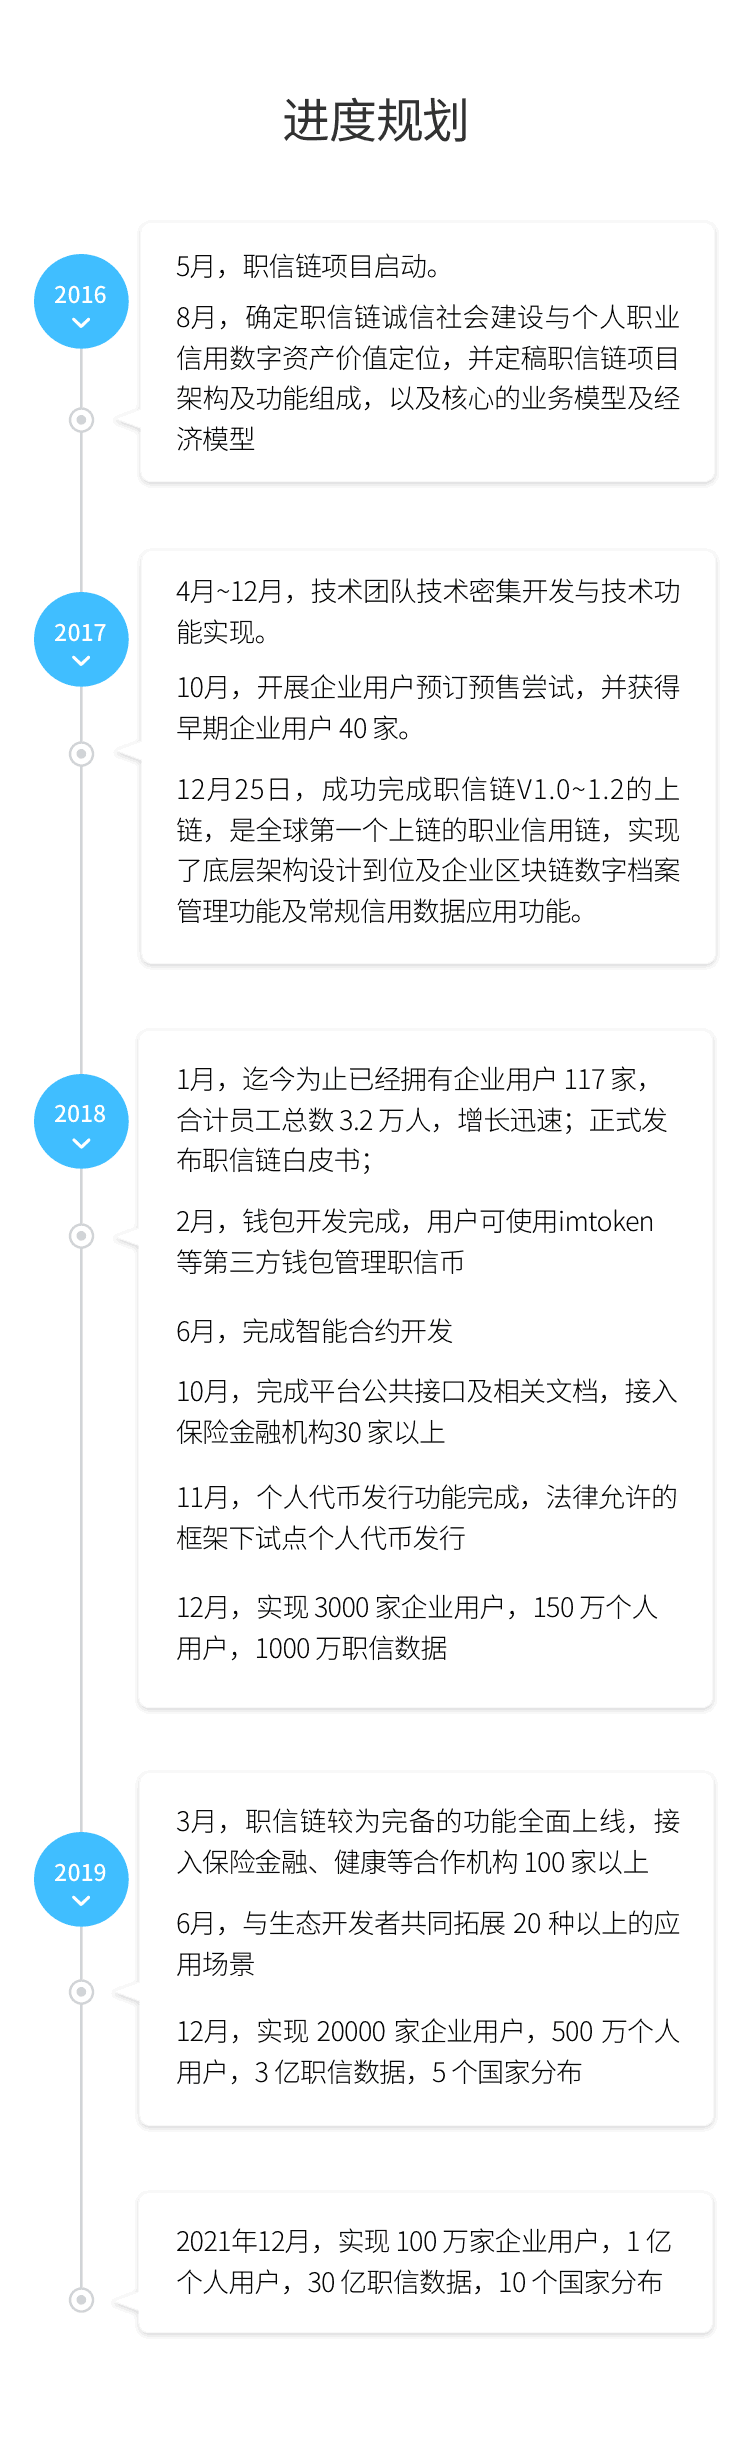 进度规划
2016
5月，职信链项目启动。
8月，确定职信链诚信社会建设与个人职业
信用数字资产价值定位，并定稿职信链项目
架构及功能组成，以及核心的业务模型及经
济模型
2017
4月~12月，技术团队技术密集开发与技术功
能实现。
10月，开展企业用户预订预售尝试，并获得
早期企业用户 40 家。
12月25日，成功完成职信链V1.0~1.2的上
链，是全球第一个上链的职业信用链，实现
了底层架构设计到位及企业区块链数字档案
管理功能及常规信用数据应用功能。
2018
1月，迄今为止已经拥有企业用户 117 家，
合计员工总数 3.2 万人，增长迅速；正式发
布职信链白皮书；
2月，钱包开发完成，用户可使用imtoken
等第三方钱包管理职信币
6月，完成智能合约开发
10月，完成平台公共接口及相关文档，接入
保险金融机构30 家以上
11月，个人代币发行功能完成，法律允许的
框架下试点个人代币发行
12月，实现 3000 家企业用户，150 万个人
用户，1000 万职信数据
2019
3月，职信链较为完备的功能全面上线，接
入保险金融、健康等合作机构 100 家以上
6月，与生态开发者共同拓展 20 种以上的应
用场景
12月，实现 20000 家企业用户，500 万个人
用户，3 亿职信数据，5 个国家分布
2021年12月，实现 100 万家企业用户，1 亿
个人用户，30 亿职信数据，10 个国家分布